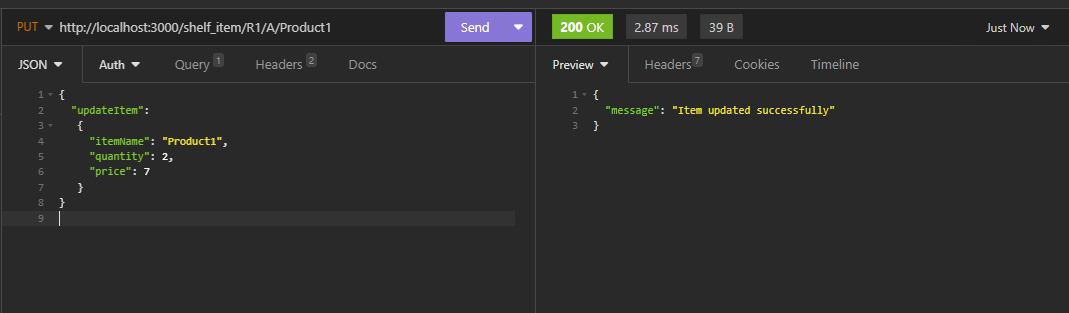 PUT http://localhost:3000/shelf_item/R1/A/Product1 Send
200 OK 2.87 ms 39 B Just Now
JSON Auth Query 1 Headers 2 Docs
Preview Headers 7 Cookies Timeline
1 {
2 "updateItem":
3 {
4 "itemName": "Product1",
5 "quantity": 2,
6 "price": 7
7 }
8 }
9
1 {
2 "message": "Item updated successfully"
3 }